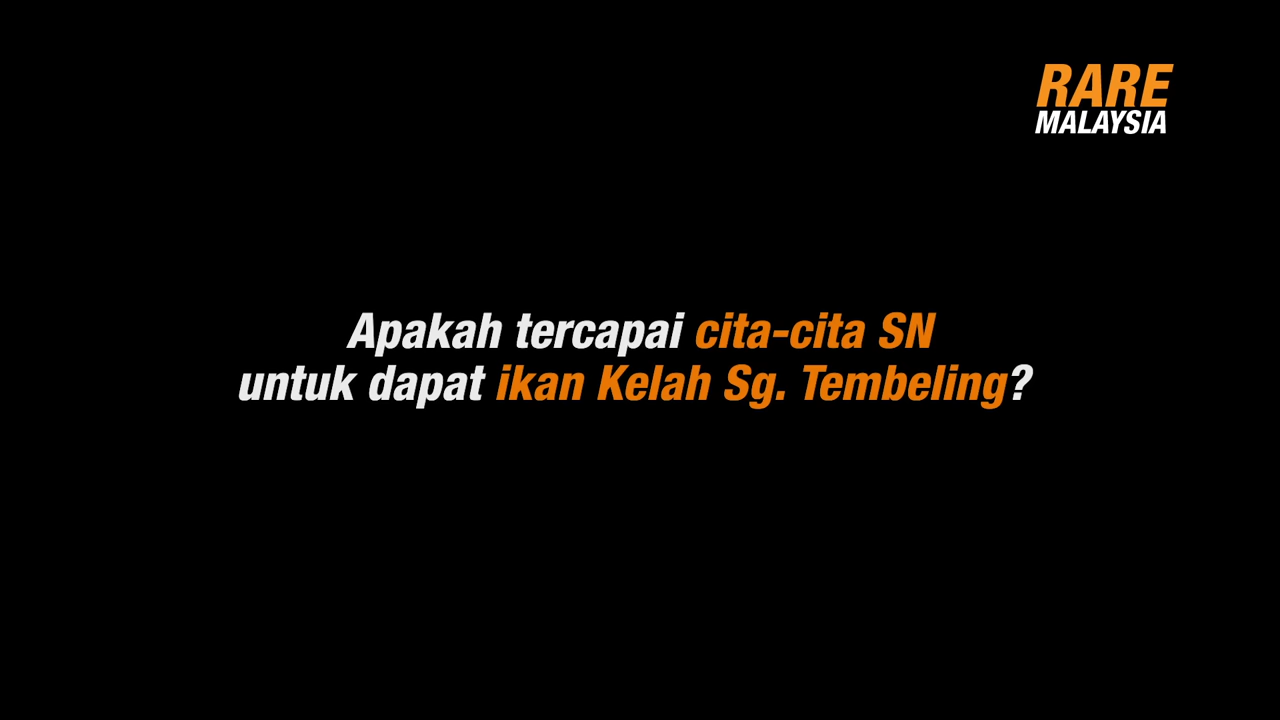 RARE
MALAYSIA
Apakah tercapai cita-cita SN
untuk dapat ikan Kelah Sg. Tembeling?